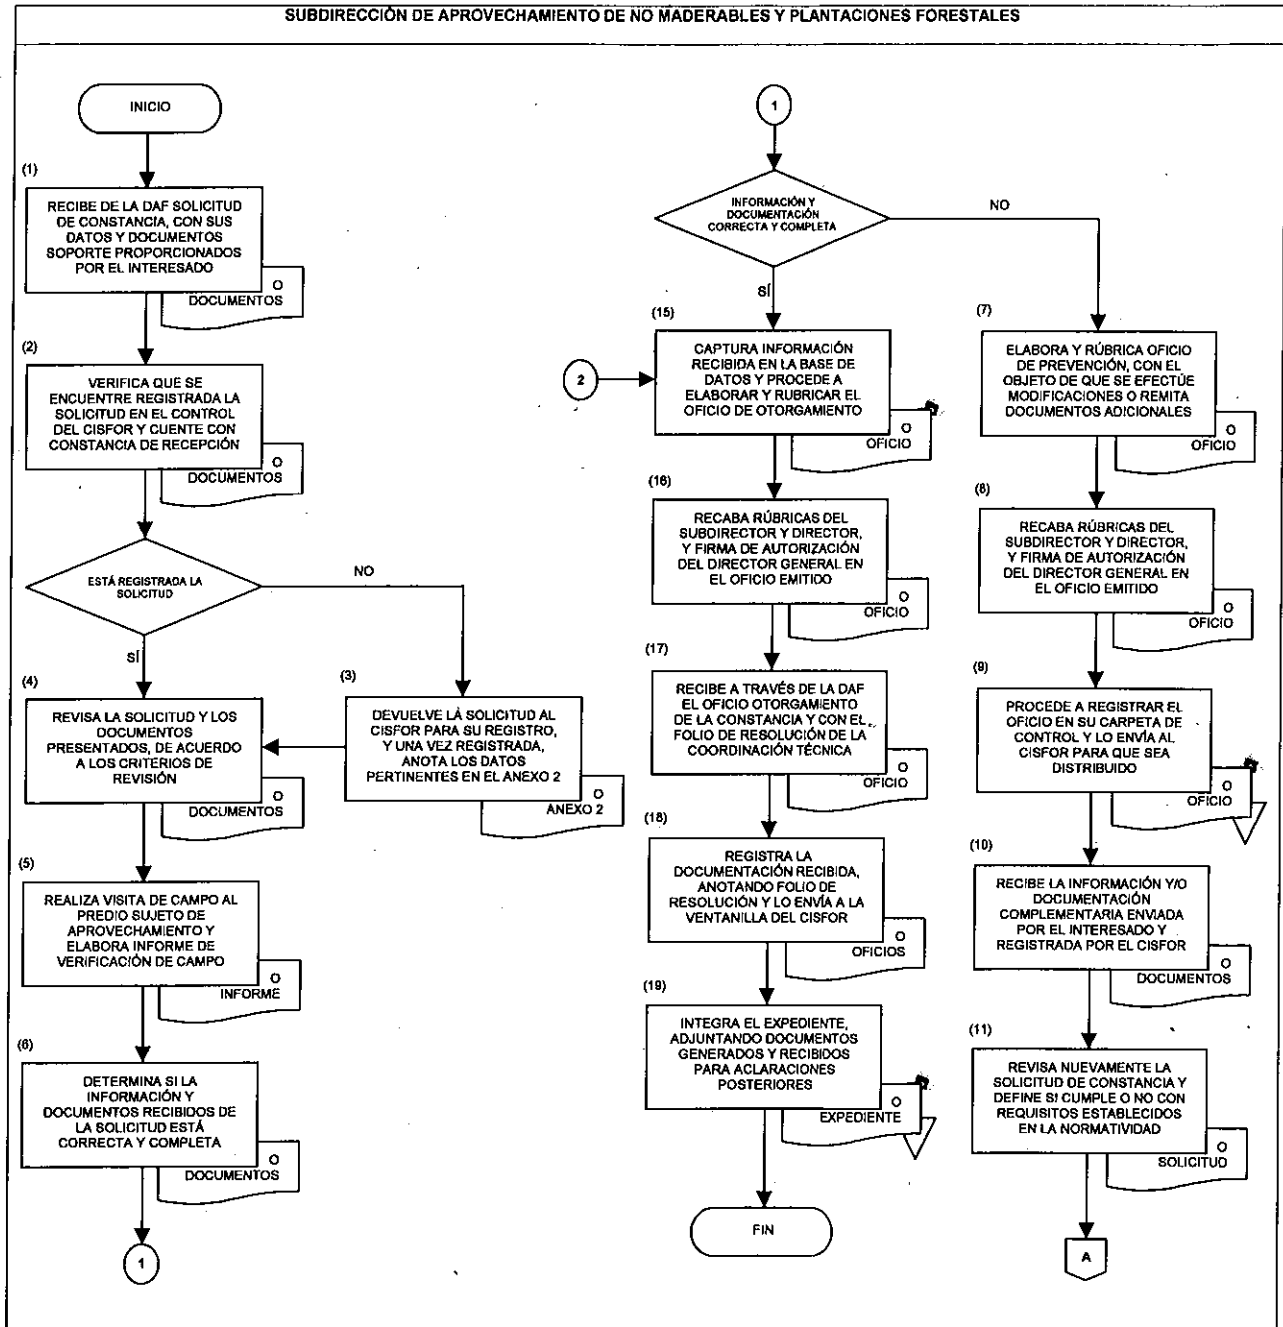 SUBDIRECCIÓN DE APROVECHAMIENTO DE NO MADERABLES Y PLANTACIONES FORESTALES
INICIO
(1)
RECIBE DE LA DAF SOLICITUD
DE CONSTANCIA, CON SUS
DATOS Y DOCUMENTOS
SOPORTE PROPORCIONADOS
POR EL INTERESADO
O
DOCUMENTOS
(2)
VERIFICA QUE SE
ENCUENTRE REGISTRADA LA
SOLICITUD EN EL CONTROL
DEL CISFOR Y CUENTE CON
CONSTANCIA DE RECEPCIÓN
O
DOCUMENTOS
ESTÁ REGISTRADA LA
SOLICITUD
NO
SÍ
(3)
DEVUELVE LA SOLICITUD AL
CISFOR PARA SU REGISTRO,
Y UNA VEZ REGISTRADA,
ANOTA LOS DATOS
PERTINENTES EN EL ANEXO 2
O
ANEXO 2
(4)
REVISA LA SOLICITUD Y LOS
DOCUMENTOS
PRESENTADOS, DE ACUERDO
A LOS CRITERIOS DE
REVISIÓN
O
DOCUMENTOS
(5)
REALIZA VISITA DE CAMPO AL
PREDIO SUJETO DE
APROVECHAMIENTO Y
ELABORA INFORME DE
VERIFICACIÓN DE CAMPO
O
INFORME
(6)
DETERMINA SI LA
INFORMACIÓN Y
DOCUMENTOS RECIBIDOS DE
LA SOLICITUD ESTÁ
CORRECTA Y COMPLETA
O
DOCUMENTOS
1
1
INFORMACIÓN Y
DOCUMENTACIÓN
CORRECTA Y COMPLETA
NO
SÍ
(15)
2
CAPTURA INFORMACIÓN
RECIBIDA EN LA BASE DE
DATOS Y PROCEDE A
ELABORAR Y RUBRICAR EL
OFICIO DE OTORGAMIENTO
O
OFICIO
(16)
RECABA RÚBRICAS DEL
SUBDIRECTOR Y DIRECTOR,
Y FIRMA DE AUTORIZACIÓN
DEL DIRECTOR GENERAL EN
EL OFICIO EMITIDO
O
OFICIO
(17)
RECIBE A TRAVÉS DE LA DAF
EL OFICIO OTORGAMIENTO
DE LA CONSTANCIA Y CON EL
FOLIO DE RESOLUCIÓN DE LA
COORDINACIÓN TÉCNICA
O
OFICIO
(18)
REGISTRA LA
DOCUMENTACIÓN RECIBIDA,
ANOTANDO FOLIO DE
RESOLUCIÓN Y LO ENVÍA A LA
VENTANILLA DEL CISFOR
O
OFICIOS
(19)
INTEGRA EL EXPEDIENTE,
ADJUNTANDO DOCUMENTOS
GENERADOS Y RECIBIDOS
PARA ACLARACIONES
POSTERIORES
O
EXPEDIENTE
FIN
(7)
ELABORA Y RÚBRICA OFICIO
DE PREVENCIÓN, CON EL
OBJETO DE QUE SE EFECTÚE
MODIFICACIONES O REMITA
DOCUMENTOS ADICIONALES
O
OFICIO
(8)
RECABA RÚBRICAS DEL
SUBDIRECTOR Y DIRECTOR,
Y FIRMA DE AUTORIZACIÓN
DEL DIRECTOR GENERAL EN
EL OFICIO EMITIDO
O
OFICIO
(9)
PROCEDE A REGISTRAR EL
OFICIO EN SU CARPETA DE
CONTROL Y LO ENVÍA AL
CISFOR PARA QUE SEA
DISTRIBUIDO
O
OFICIO
(10)
RECIBE LA INFORMACIÓN Y/O
DOCUMENTACIÓN
COMPLEMENTARIA ENVIADA
POR EL INTERESADO Y
REGISTRADA POR EL CISFOR
O
DOCUMENTOS
(11)
REVISA NUEVAMENTE LA
SOLICITUD DE CONSTANCIA Y
DEFINE SI CUMPLE O NO CON
REQUISITOS ESTABLECIDOS
EN LA NORMATIVIDAD
O
SOLICITUD
A